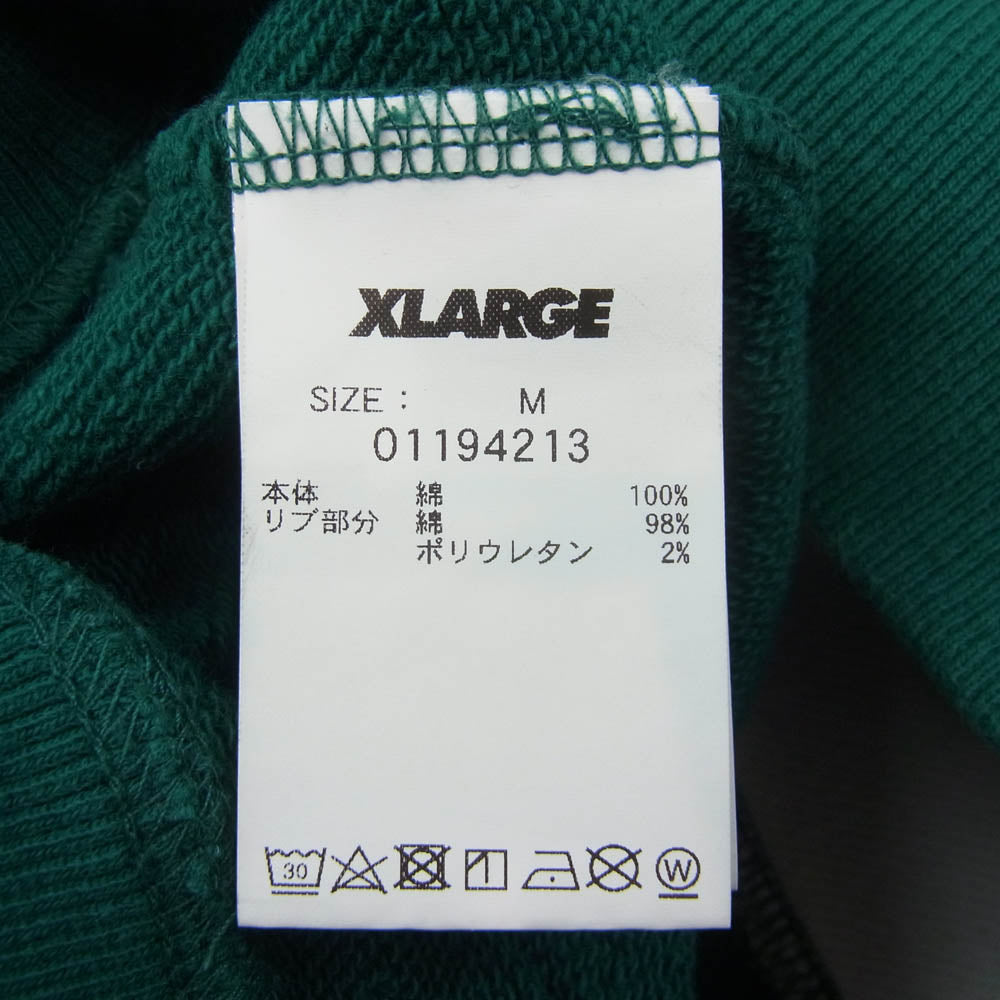 XLARGE
SIZE : M
01194213
本体 綿 100%
リブ部分 綿 98%
ポリウレタン 2%
30 W